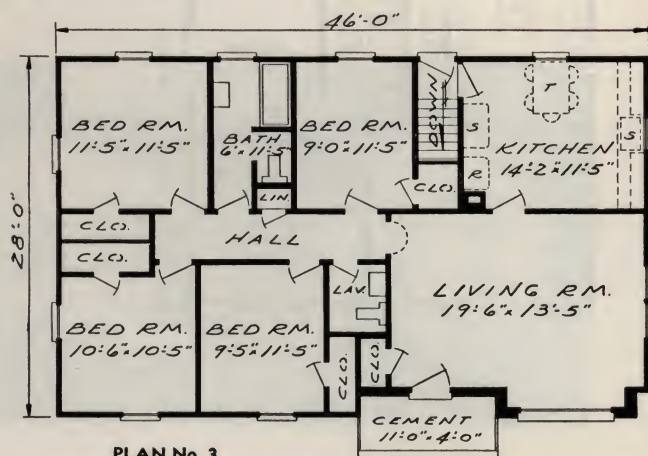 46'-0"
28'-0"
BED RM.
11'-5" x 11'-5"
BATH
6' x 11'-5"
BED RM.
9'-0 x 11'-5"
DOWN
S
R
T
KITCHEN
14'-2" x 11'-5"
S
CLO.
LIN.
CLO.
CLO.
HALL
LAV.
LIVING RM.
19'-6" x 13'-5"
BED RM.
10'-6" x 10'-5"
BED RM.
9'-5" x 11'-5"
CLO.
CLO.
CEMENT
11'-0" x 4'-0"
PLAN No. 3